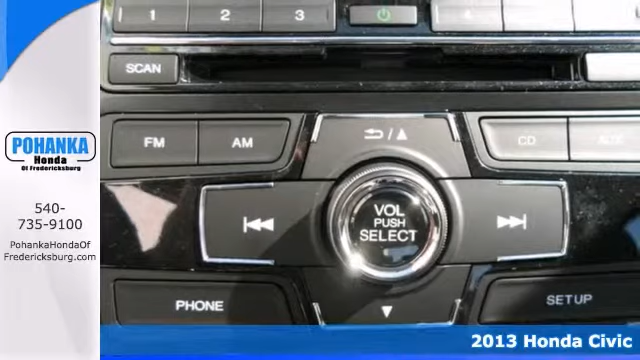 1 2 3
SCAN
FM AM CD AUX
POHANKA
Honda
Of Fredericksburg
VOL
PUSH
SELECT
540-
735-9100
PohankaHondaOf
Fredericksburg.com
PHONE SETUP
2013 Honda Civic